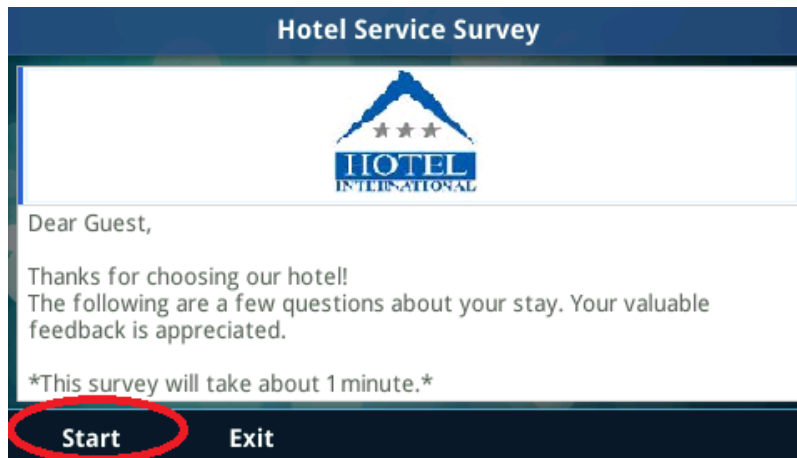 Hotel Service Survey
HOTEL
INTERNATIONAL
Dear Guest,
Thanks for choosing our hotel!
The following are a few questions about your stay. Your valuable
feedback is appreciated.
*This survey will take about 1 minute.*
Start Exit